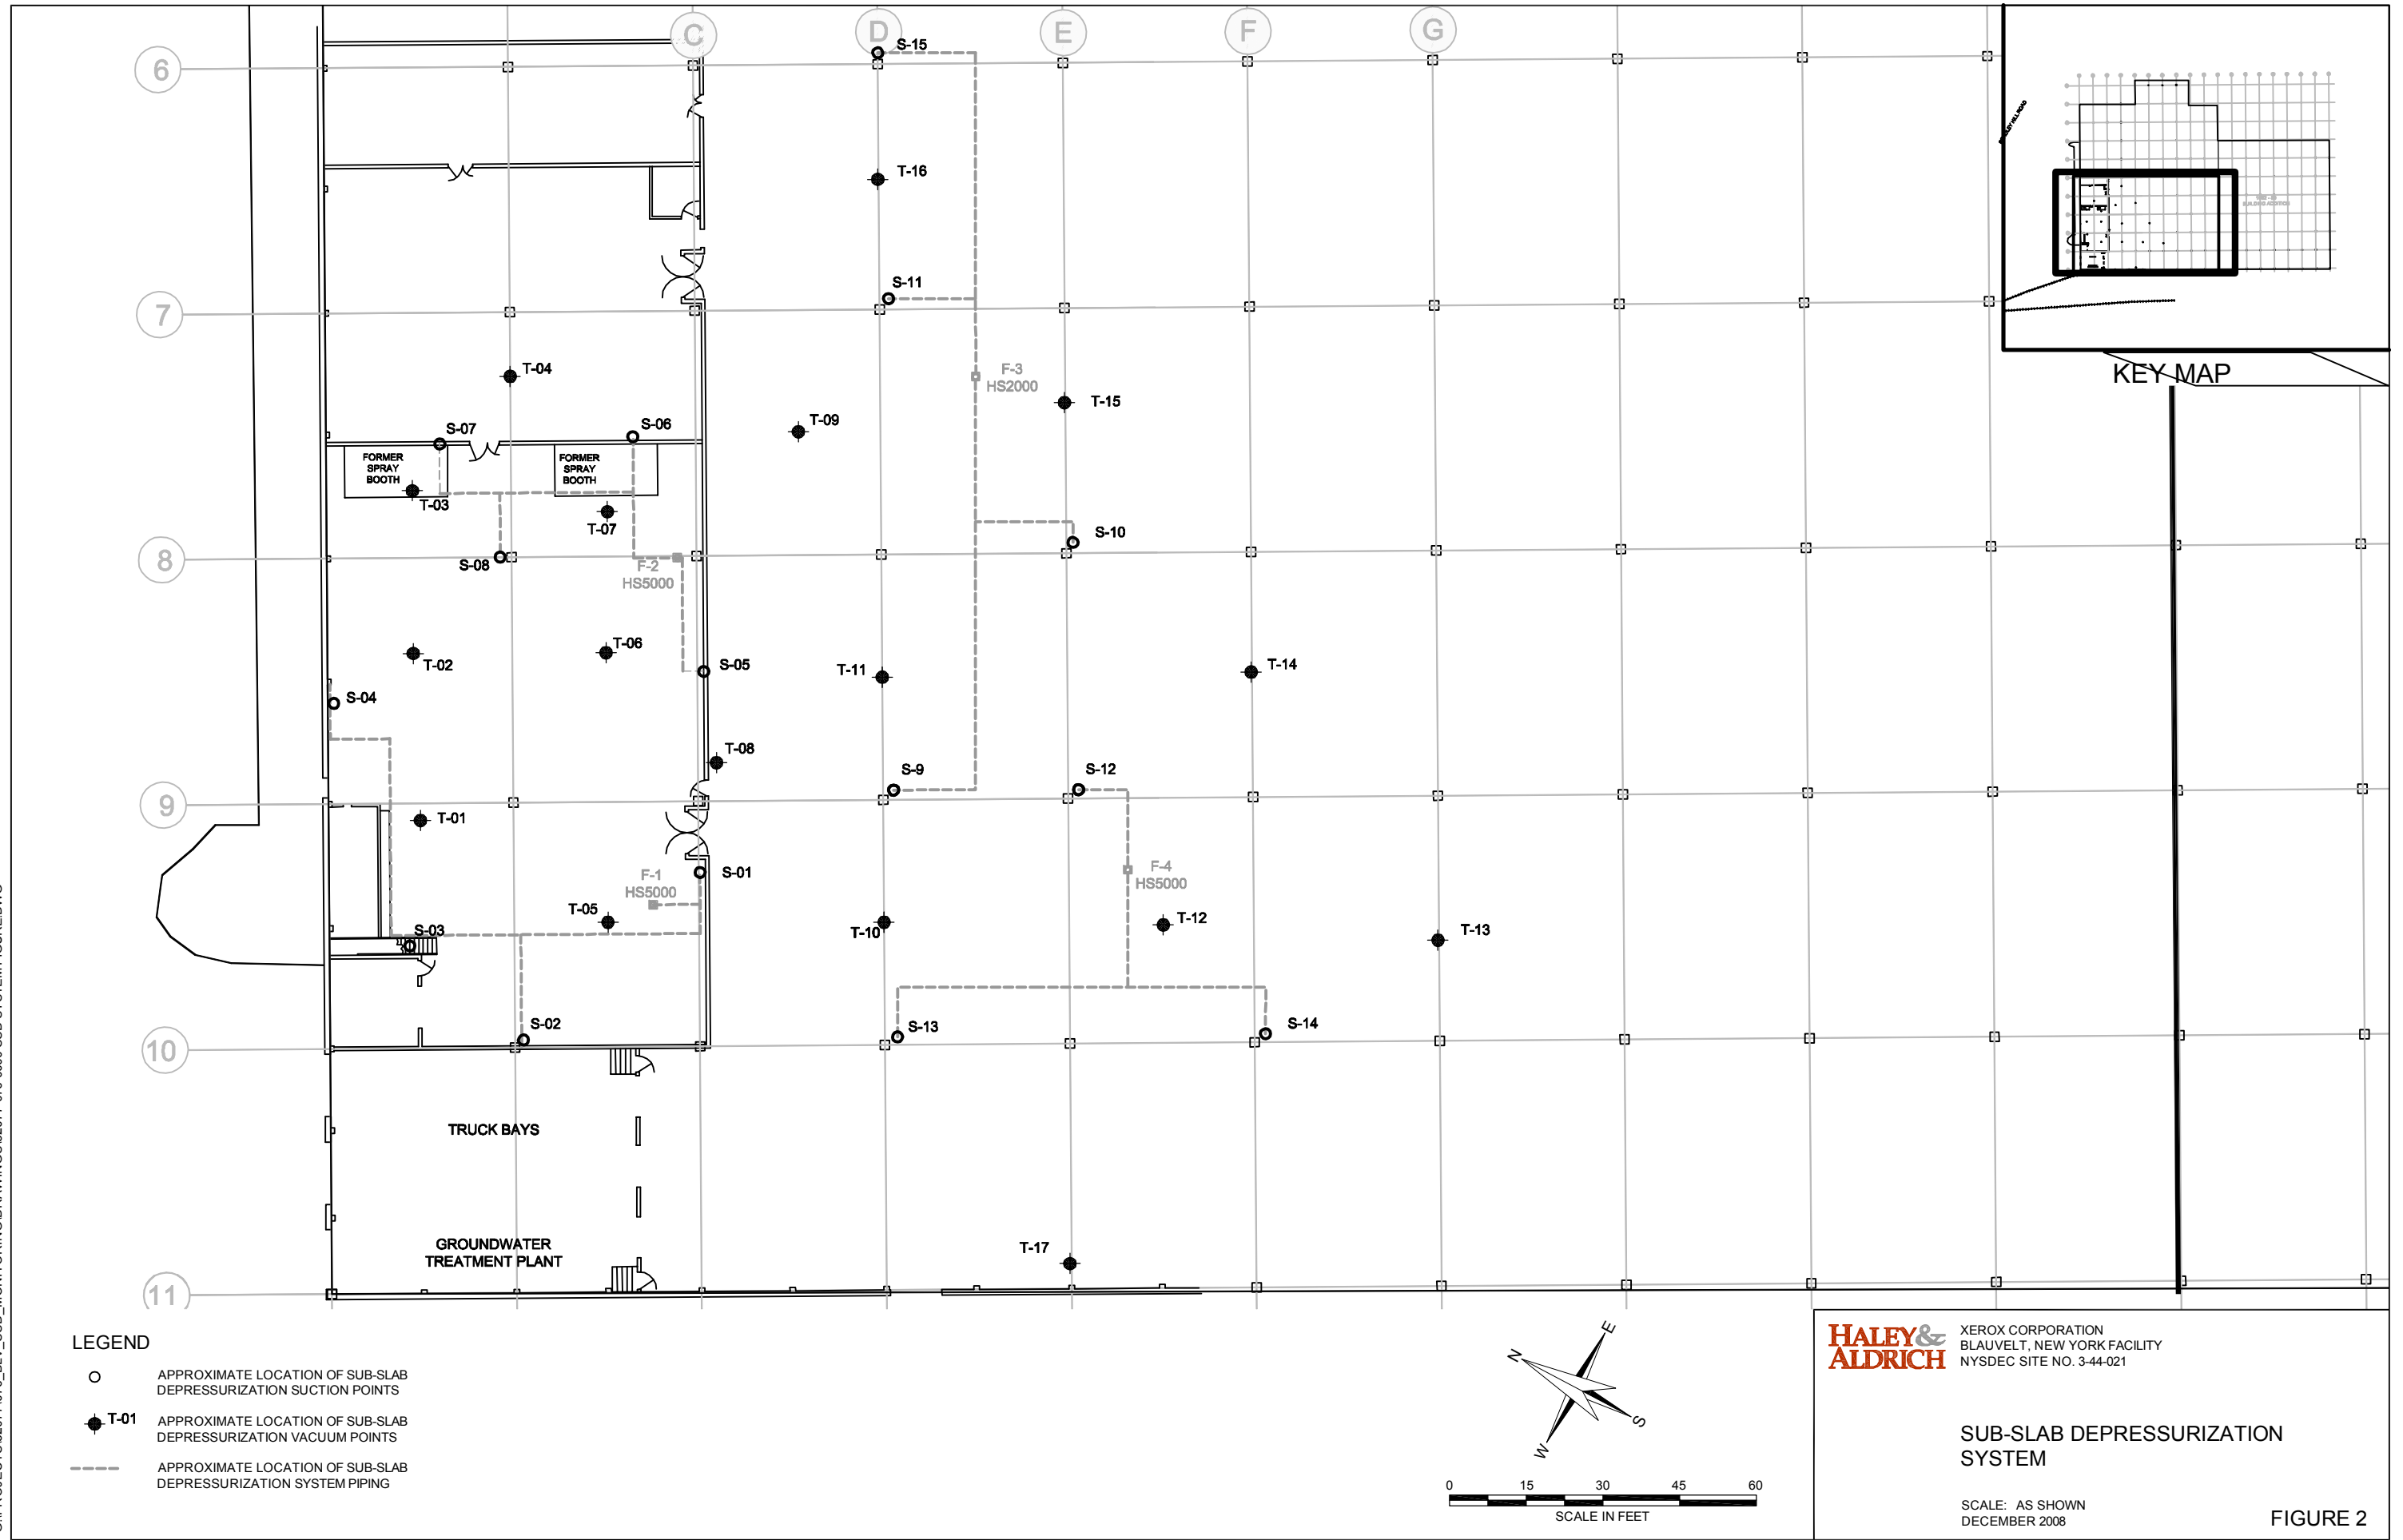 C
D
E
F
G
S-15
6
T-16
S-11
7
KEY MAP
T-04
F-3
HS2000
T-15
T-09
S-07
S-06
FORMER
SPRAY
BOOTH
FORMER
SPRAY
BOOTH
T-03
T-07
S-10
8
S-08
F-2
HS5000
T-06
T-02
S-05
T-11
T-14
S-04
T-08
S-9
S-12
9
T-01
F-1
HS5000
S-01
F-4
HS5000
T-05
T-12
S-03
T-10
T-13
S-02
S-13
S-14
10
TRUCK BAYS
GROUNDWATER
TREATMENT PLANT
T-17
11
LEGEND
APPROXIMATE LOCATION OF SUB-SLAB
DEPRESSURIZATION SUCTION POINTS
T-01
APPROXIMATE LOCATION OF SUB-SLAB
DEPRESSURIZATION VACUUM POINTS
APPROXIMATE LOCATION OF SUB-SLAB
DEPRESSURIZATION SYSTEM PIPING
N
E
S
W
0 15 30 45 60
SCALE IN FEET
HALEY&
ALDRICH
XEROX CORPORATION
BLAUVELT, NEW YORK FACILITY
NYSDEC SITE NO. 3-44-021
SUB-SLAB DEPRESSURIZATION
SYSTEM
SCALE: AS SHOWN
DECEMBER 2008
FIGURE 2